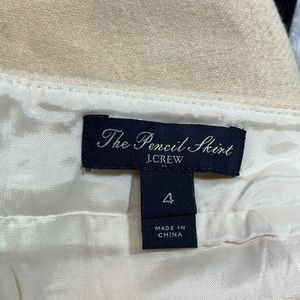 The Pencil Skirt
J.CREW
4
MADE IN
CHINA